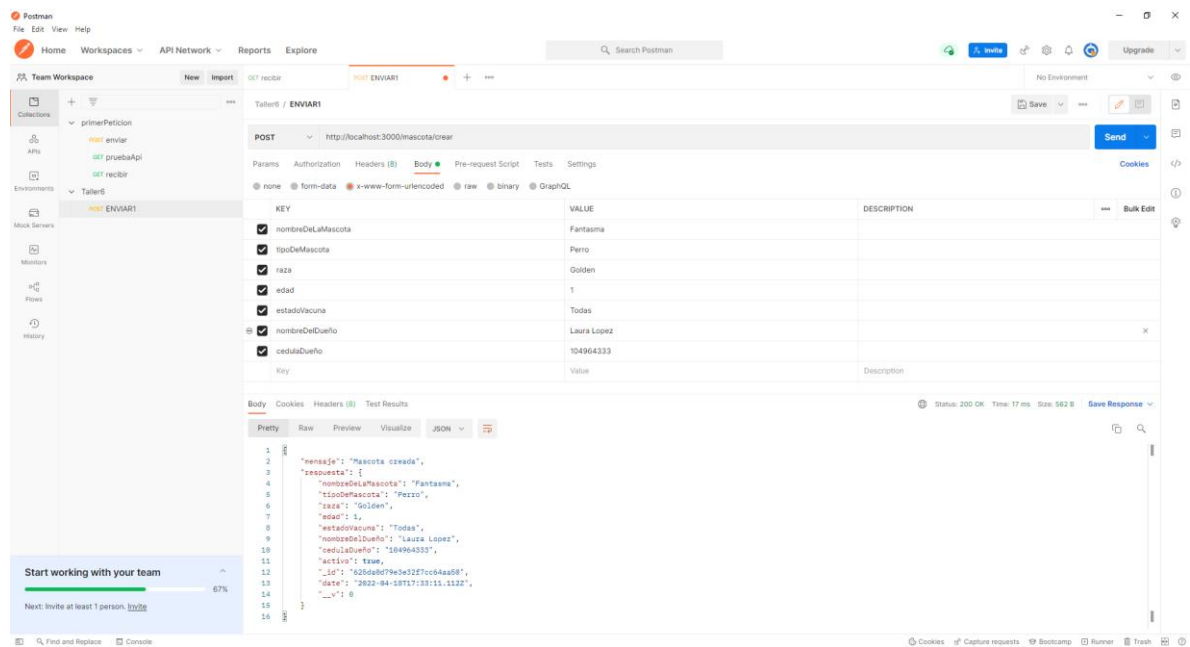 Postman
File Edit View Help
Home Workspaces API Network Reports Explore
Search Postman
Invite
Upgrade
Team Workspace
New Import
GET recibir
POST ENVIAR1
No Environment
Collections
APIs
Environments
Mock Servers
Monitors
Flows
History
primerPeticion
POST enviar
GET pruebaApi
GET recibir
Taller6
POST ENVIAR1
Taller6 / ENVIAR1
Save
POST
http://localhost:3000/mascota/crear
Send
Params Authorization Headers (8) Body Pre-request Script Tests Settings
Cookies
none form-data x-www-form-urlencoded raw binary GraphQL
KEY VALUE DESCRIPTION Bulk Edit
nombreDeLaMascota Fantasma
tipoDeMascota Perro
raza Golden
edad 1
estadoVacuna Todas
nombreDelDueño Laura Lopez
cedulaDueño 104964333
Key Value Description
Body Cookies Headers (8) Test Results
Status: 200 OK Time: 17 ms Size: 562 B Save Response
Pretty Raw Preview Visualize JSON
1 {
2 "mensaje": "Mascota creada",
3 "respuesta": {
4 "nombreDeLaMascota": "Fantasma",
5 "tipoDeMascota": "Perro",
6 "raza": "Golden",
7 "edad": 1,
8 "estadoVacuna": "Todas",
9 "nombreDelDueño": "Laura Lopez",
10 "cedulaDueño": "104964333",
11 "activo": true,
12 "_id":
13 "date": "2022-04-18T17:33:11.112Z",
14 "__v": 0
15 }
16 }
Start working with your team
67%
Next: Invite at least 1 person. Invite
Find and Replace Console
Cookies Capture requests Bootcamp Runner Trash